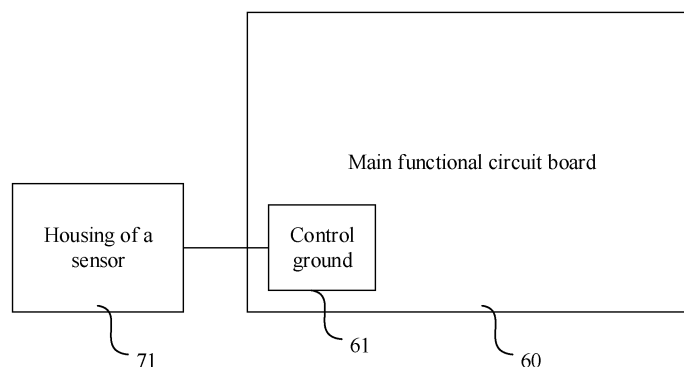 Main functional circuit board
Housing of a
sensor
Control
ground
71
61
60